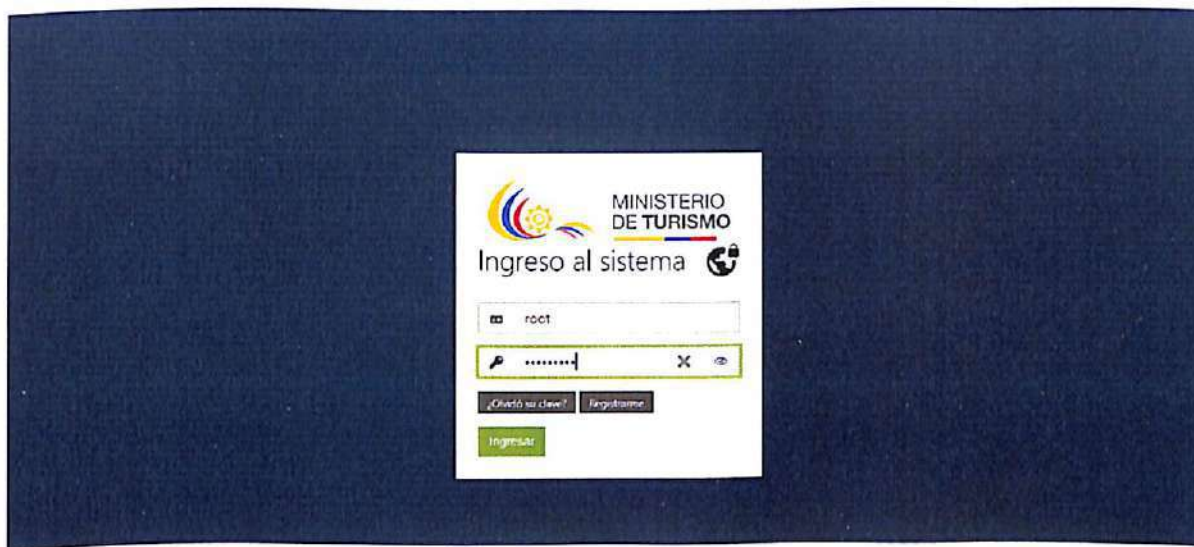 MINISTERIO
DE TURISMO
Ingreso al sistema
root
•••••••••
¿Olvidó su clave? Registrarme
Ingresar